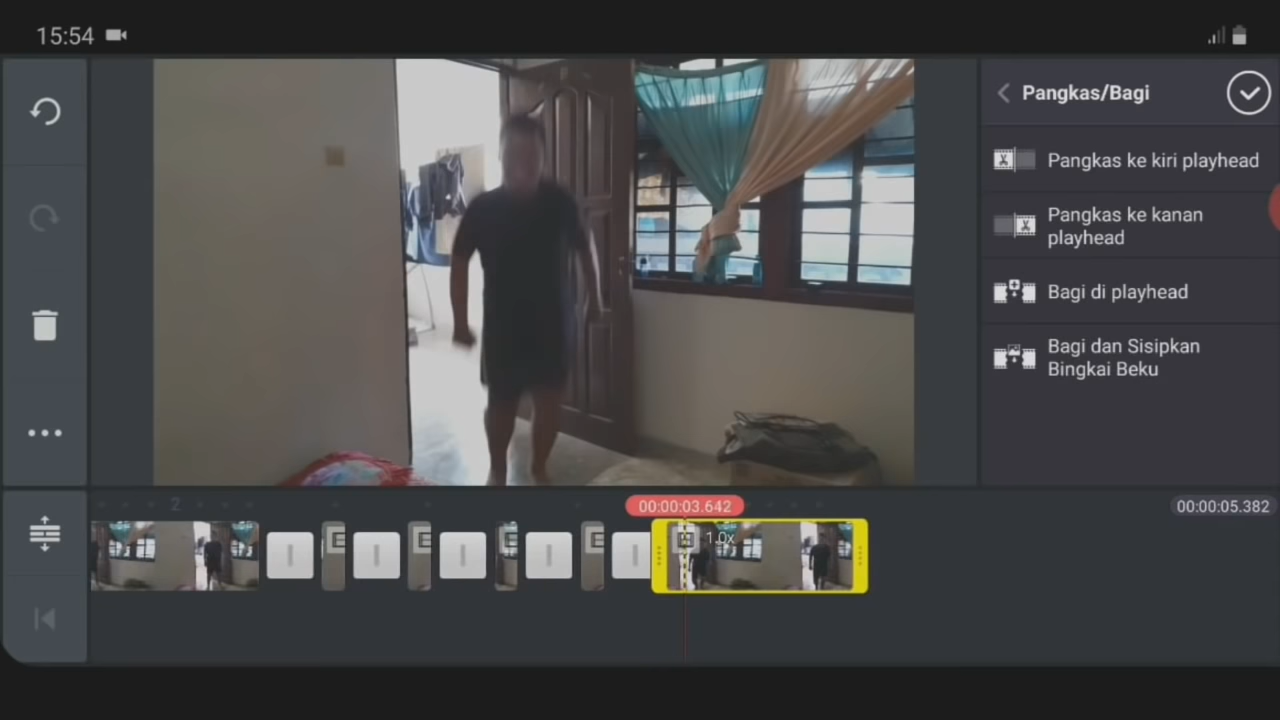 15:54
Pangkas/Bagi
Pangkas ke kiri playhead
Pangkas ke kanan
playhead
Bagi di playhead
Bagi dan Sisipkan
Bingkai Beku
2
00:00:03.642
00:00:05.382
1.0x